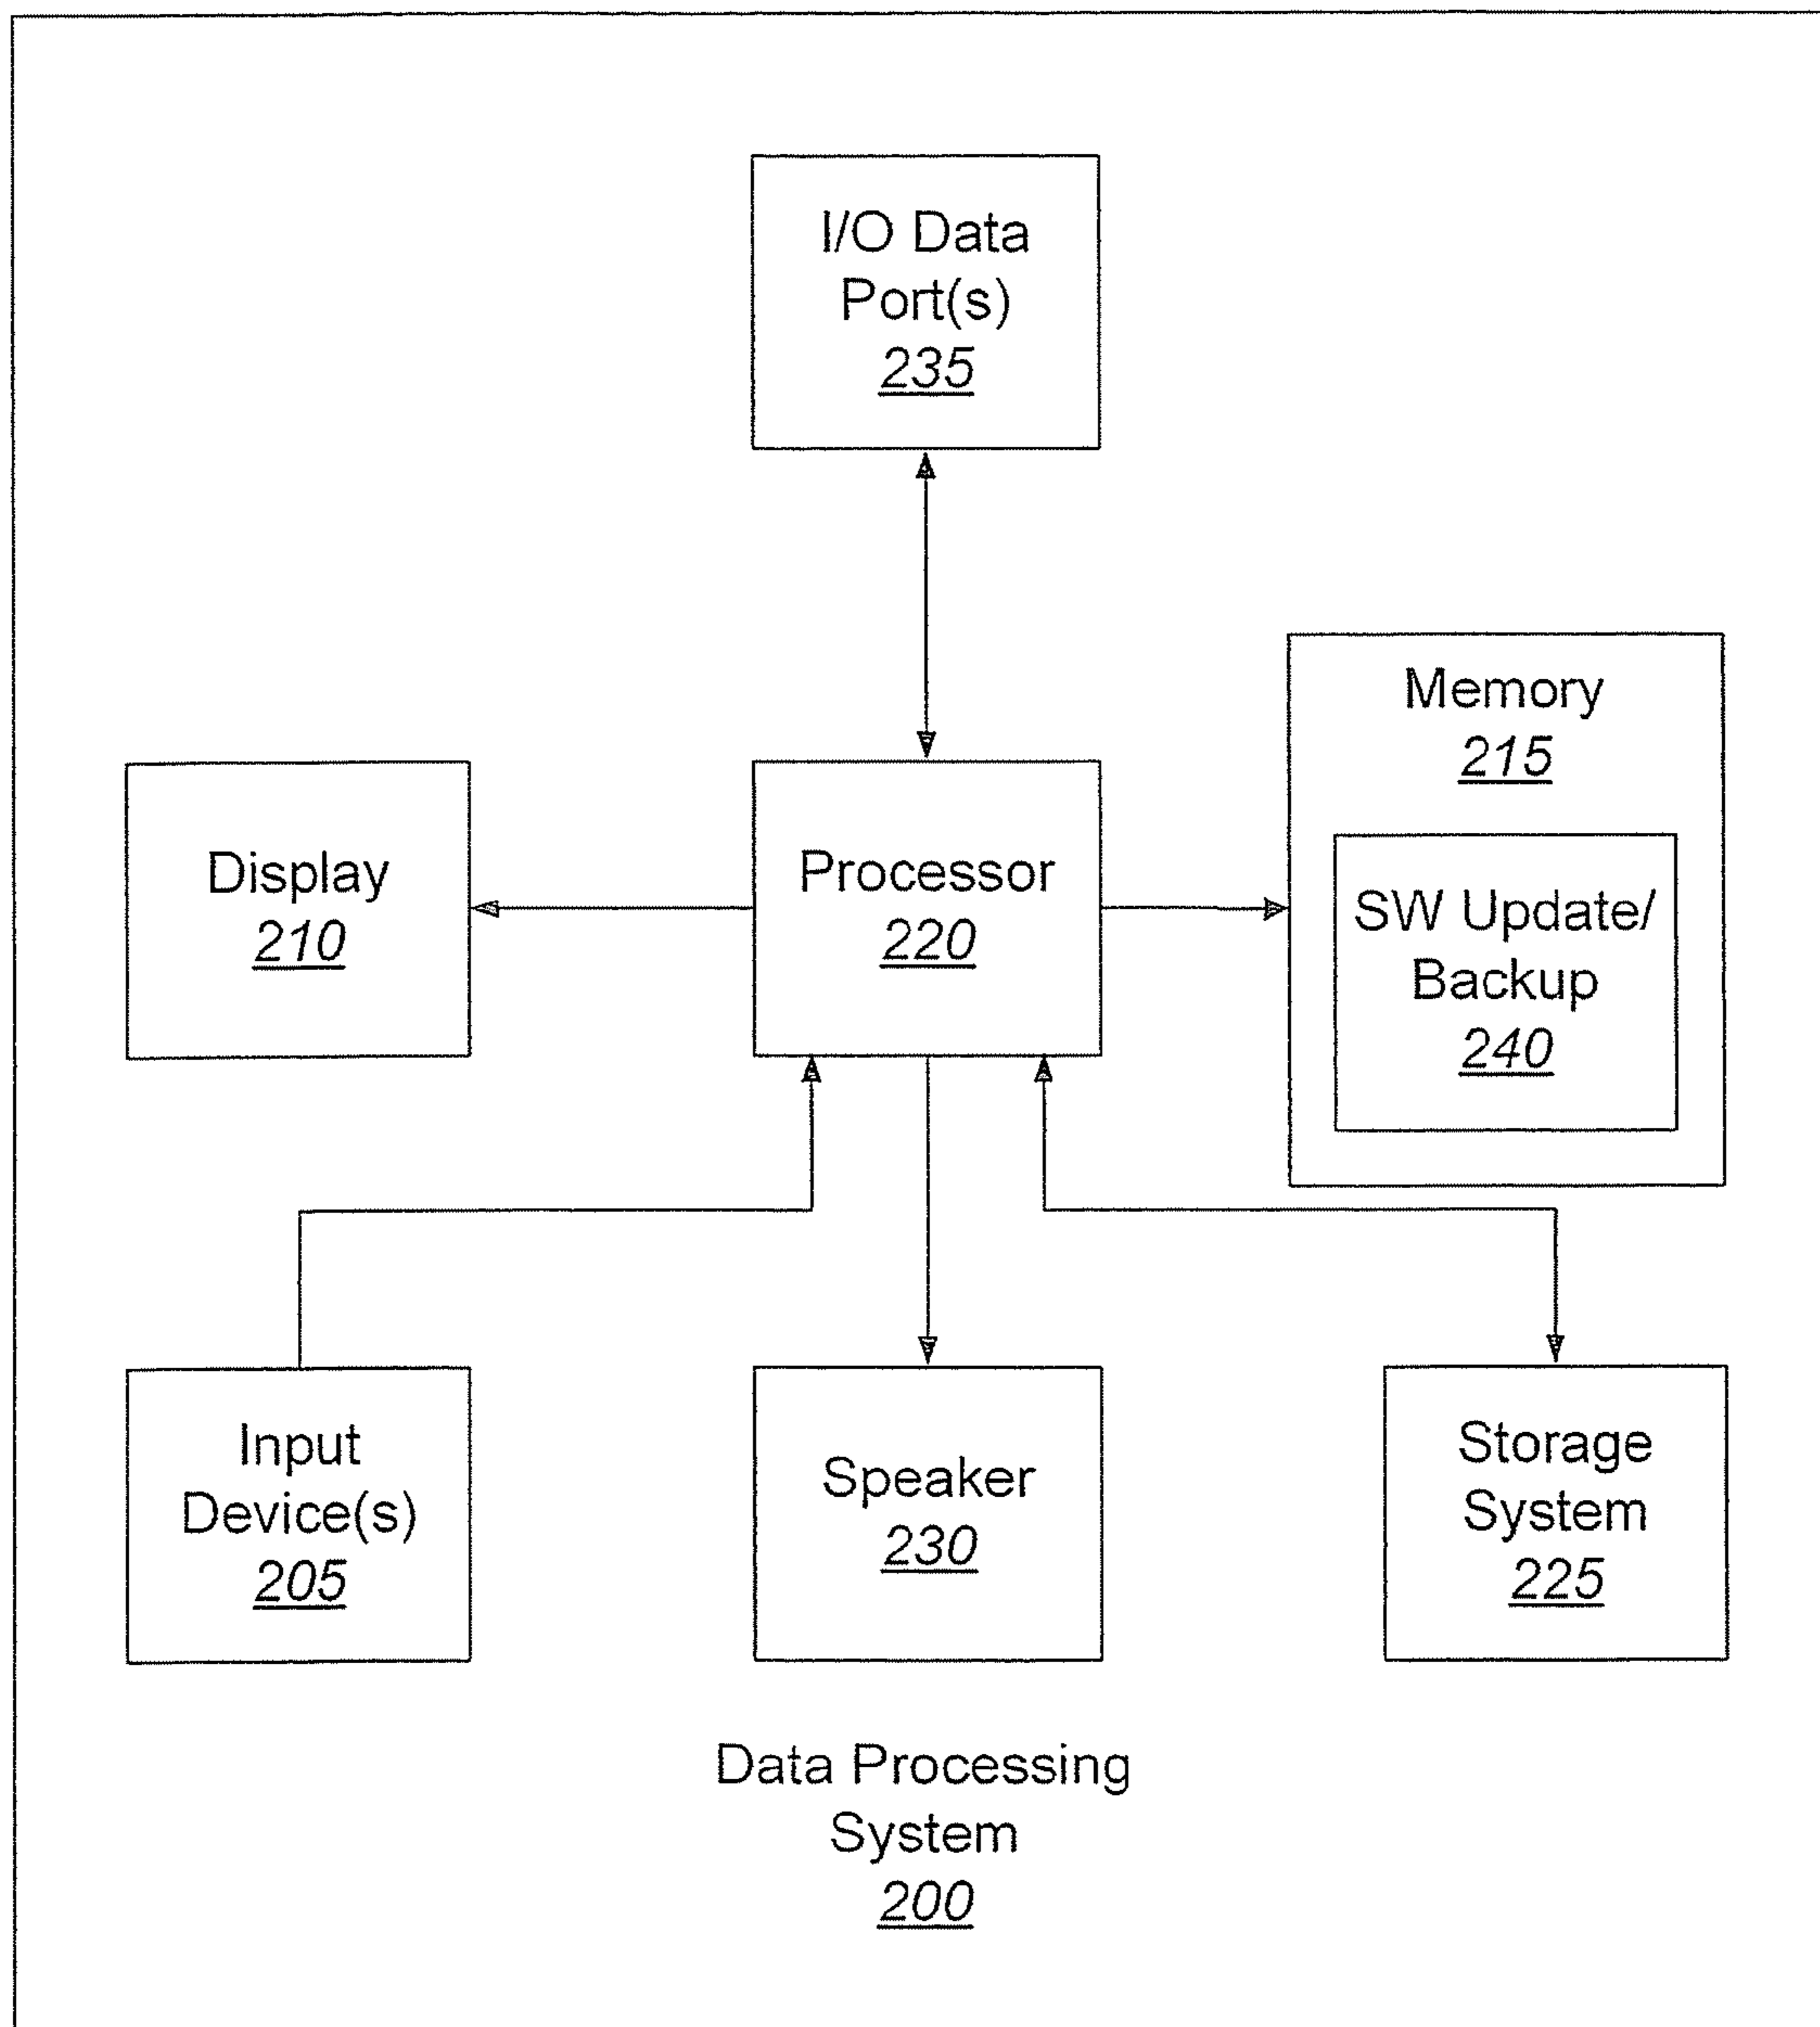 I/O Data
Port(s)
235
Memory
215
Display
210
Processor
220
SW Update/
Backup
240
Input
Device(s)
205
Speaker
230
Storage
System
225
Data Processing
System
200